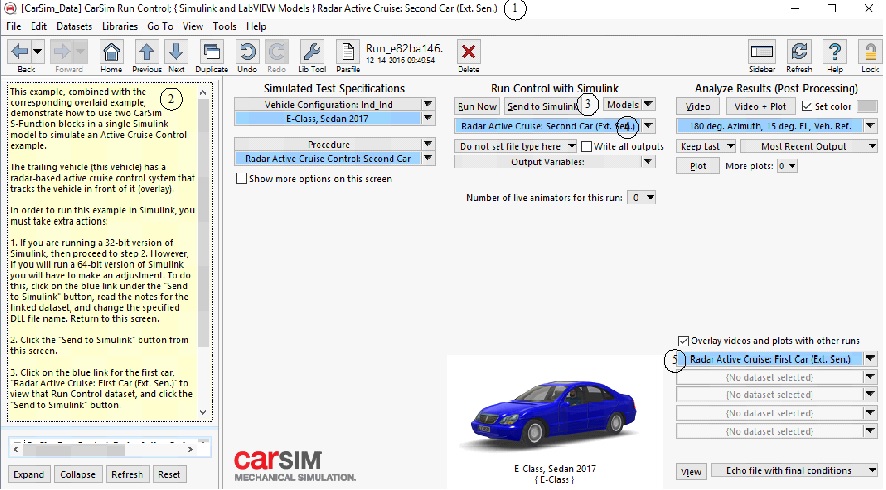 [CarSim_Data] CarSim Run Control; { Simulink and LabVIEW Models } Radar Active Cruise: Second Car (Ext. Sen.) 1
File Edit Datasets Libraries Go To View Tools Help
Back Forward Home Previous Next Duplicate Undo Redo Lib Tool Parsfile Run_e82ba146. 12-14-2016 09:49:54 Delete Sidebar Refresh Help Lock
This example, combined with the
corresponding overlaid example,
demonstrate how to use two CarSim
S-Function blocks in a single Simulink
model to simulate an Active Cruise Control
example.
2
The trailing vehicle (this vehicle) has a
radar-based active cruise control system that
tracks the vehicle in front of it (overlay).
In order to run this example in Simulink, you
must take extra actions:
1. If you are running a 32-bit version of
Simulink, then proceed to step 2. However,
if you will run a 64-bit version of Simulink
you will have to make an adjustment. To do
this, click on the blue link under the "Send
to Simulink" button, read the notes for the
linked dataset, and change the specified
DLL file name. Return to this screen.
2. Click the "Send to Simulink" button from
this screen.
3. Click on the blue link for the first car,
"Radar Active Cruise: First Car (Ext. Sen.)" to
view that Run Control dataset, and click the
"Send to Simulink" button.
Expand Collapse Refresh Reset
Simulated Test Specifications
Vehicle Configuration: Ind_Ind
E-Class, Sedan 2017
Procedure
Radar Active Cruise Control: Second Car
Show more options on this screen
carSIM
MECHANICAL SIMULATION.
Run Control with Simulink
Run Now Send to Simulink 3 Models
Radar Active Cruise: Second Car (Ext. Sen.) 4
Do not set file type here Write all outputs
Output Variables:
Number of live animators for this run: 0
E-Class, Sedan 2017
{ E-Class }
Analyze Results (Post Processing)
Video Video + Plot Set color
180 deg. Azimuth, 15 deg. El., Veh. Ref.
Keep Last Most Recent Output
Plot More plots: 0
Overlay videos and plots with other runs
5 Radar Active Cruise: First Car (Ext. Sen.)
{No dataset selected}
{No dataset selected}
{No dataset selected}
{No dataset selected}
View Echo file with final conditions